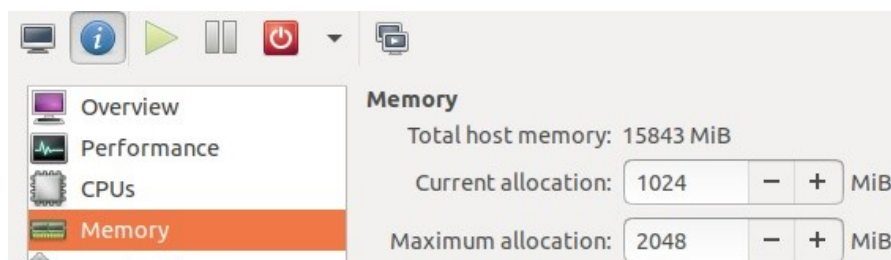 Overview
Performance
CPUs
Memory
Memory
Total host memory: 15843 MiB
Current allocation: 1024 − + MiB
Maximum allocation: 2048 − + MiB